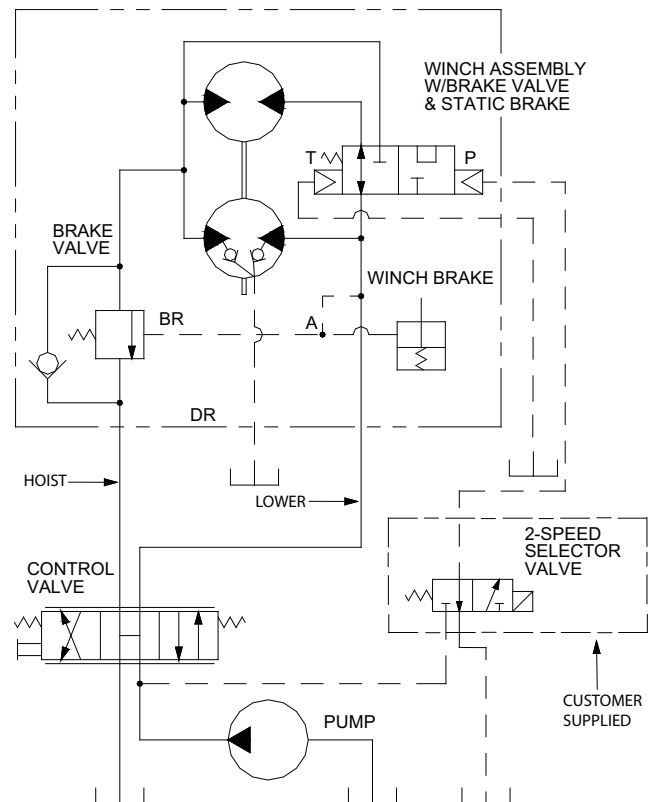 WINCH ASSEMBLY
W/BRAKE VALVE
& STATIC BRAKE
T
P
BRAKE
VALVE
WINCH BRAKE
BR
A
DR
HOIST
LOWER
2-SPEED
SELECTOR
VALVE
CONTROL
VALVE
CUSTOMER
SUPPLIED
PUMP